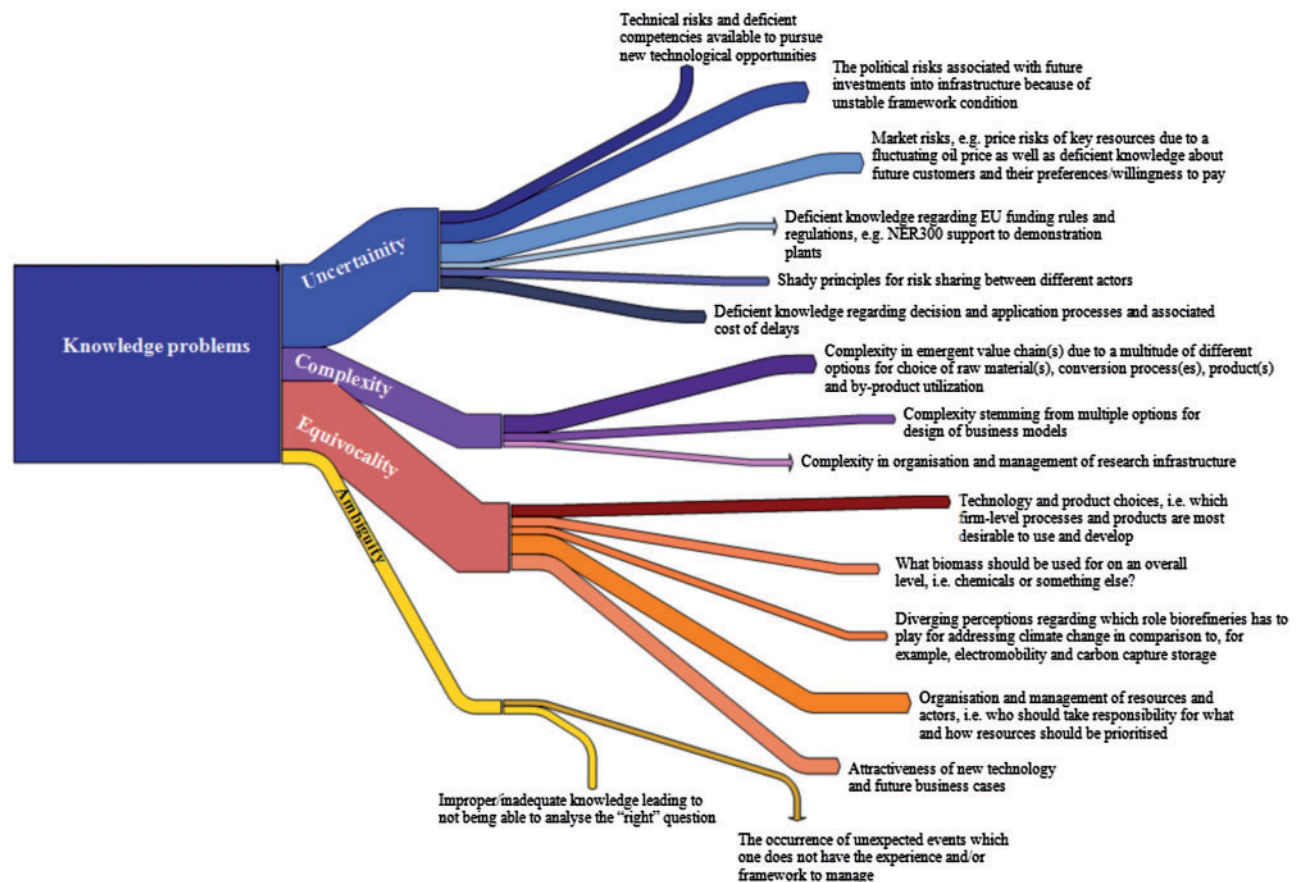 Technical risks and deficient
competencies available to pursue
new technological opportunities
The political risks associated with future
investments into infrastructure because of
unstable framework condition
Market risks, e.g. price risks of key resources due to a
fluctuating oil price as well as deficient knowledge about
future customers and their preferences/willingness to pay
Deficient knowledge regarding EU funding rules and
regulations, e.g. NER300 support to demonstration
plants
Shady principles for risk sharing between different actors
Deficient knowledge regarding decision and application processes and associated
cost of delays
Knowledge problems
Uncertainity
Complexity
Equivocality
Ambiguity
Complexity in emergent value chain(s) due to a multitude of different
options for choice of raw material(s), conversion process(es), product(s)
and by-product utilization
Complexity stemming from multiple options for
design of business models
Complexity in organisation and management of research infrastructure
Technology and product choices, i.e. which
firm-level processes and products are most
desirable to use and develop
What biomass should be used for on an overall
level, i.e. chemicals or something else?
Diverging perceptions regarding which role biorefineries has to
play for addressing climate change in comparison to, for
example, electromobility and carbon capture storage
Organisation and management of resources and
actors, i.e. who should take responsibility for what
and how resources should be prioritised
Attractiveness of new technology
and future business cases
Improper/inadequate knowledge leading to
not being able to analyse the “right” question
The occurrence of unexpected events which
one does not have the experience and/or
framework to manage